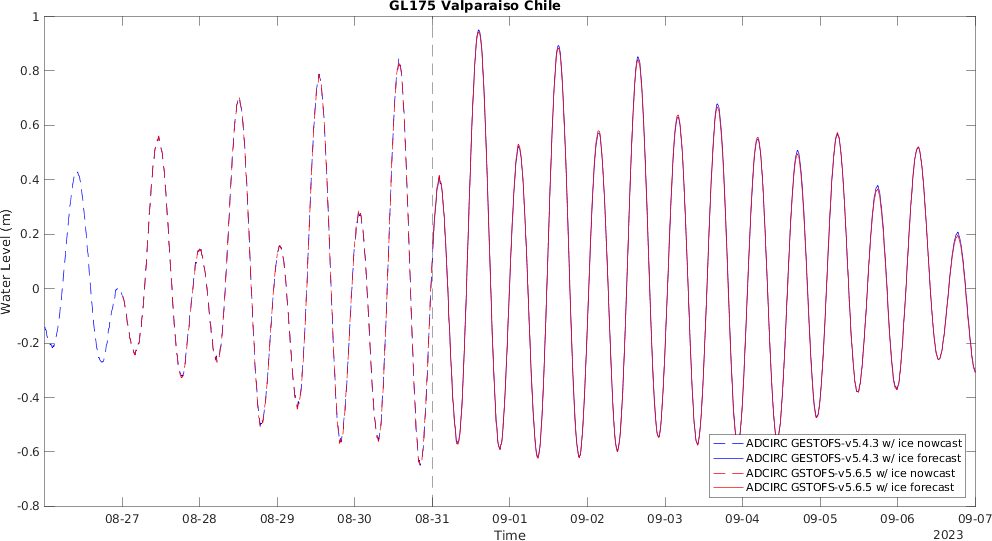 GL175 Valparaiso Chile
1
0.8
0.6
0.4
0.2
0
-0.2
-0.4
-0.6
-0.8
Water Level (m)
ADCIRC GESTOFS-v5.4.3 w/ ice nowcast
ADCIRC GESTOFS-v5.4.3 w/ ice forecast
ADCIRC GSTOFS-v5.6.5 w/ ice nowcast
ADCIRC GSTOFS-v5.6.5 w/ ice forecast
08-27 08-28 08-29 08-30 08-31 09-01 09-02 09-03 09-04 09-05 09-06 09-07
Time
2023